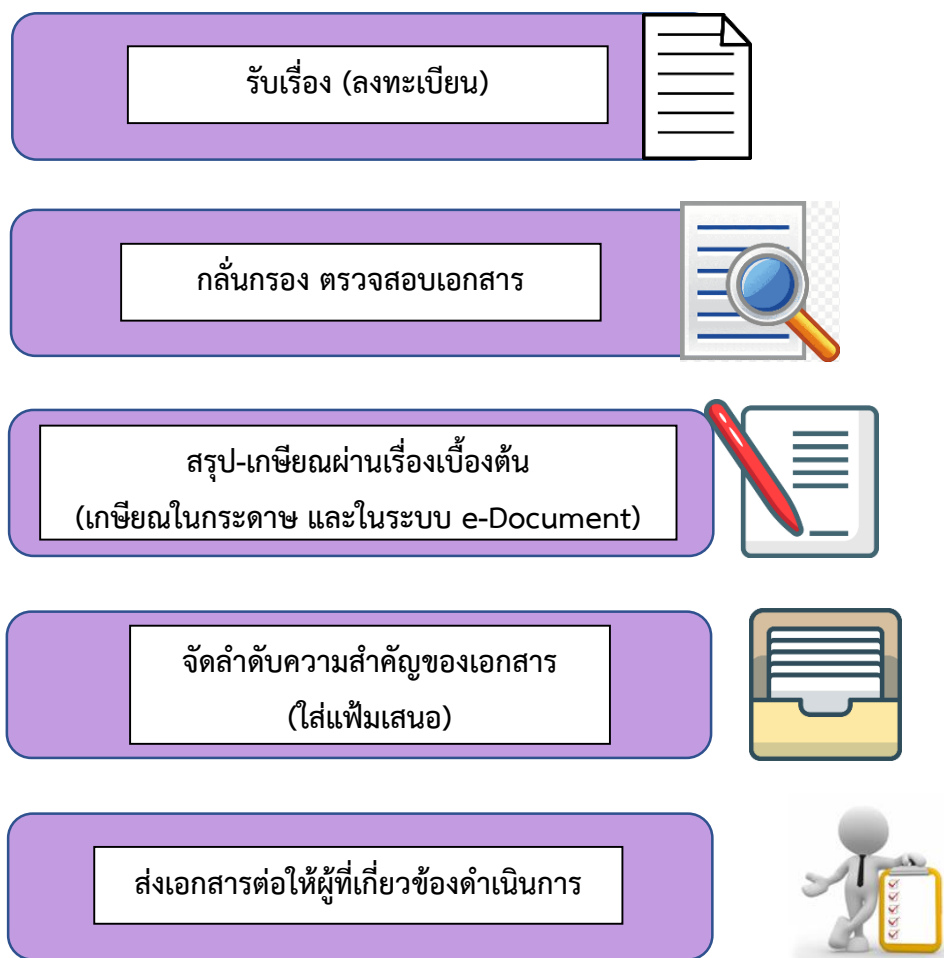 รับเรื่อง (ลงทะเบียน)
กลั่นกรอง ตรวจสอบเอกสาร
สรุป-เกษียณผ่านเรื่องเบื้องต้น
(เกษียณในกระดาษ และในระบบ e-Document)
จัดลำดับความสำคัญของเอกสาร
(ใส่แฟ้มเสนอ)
ส่งเอกสารต่อให้ผู้ที่เกี่ยวข้องดำเนินการ